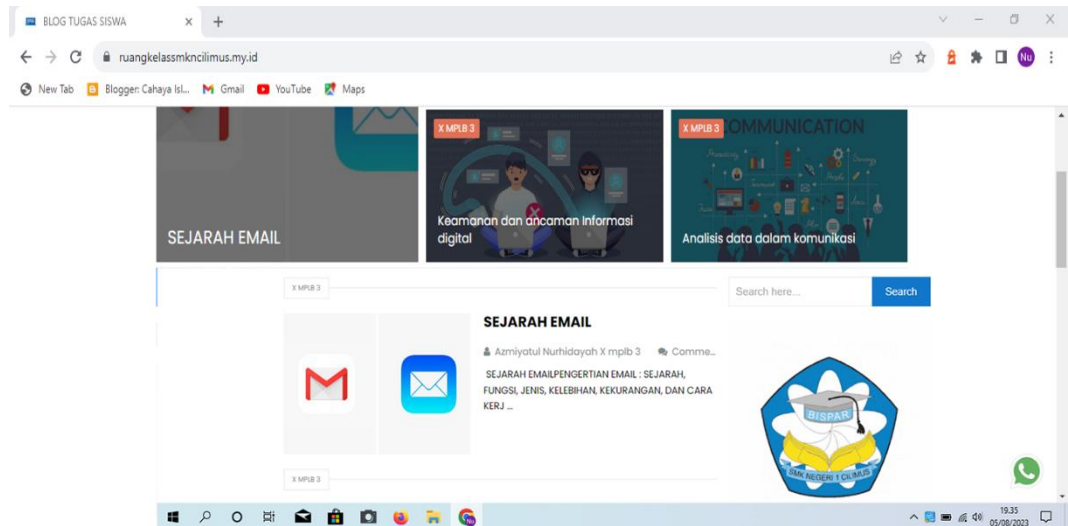 BLOG TUGAS SISWA
ruangkelassmkncilimus.my.id
Nu
New Tab Blogger: Cahaya Isl... Gmail YouTube Maps
X MPLB 3
X MPLB 3
COMMUNICATION
SEJARAH EMAIL
Keamanan dan ancaman Informasi
digital
Analisis data dalam komunikasi
X MPLB 3
Search here...
Search
SEJARAH EMAIL
Azmiyatul Nurhidayah X mplb 3 Comme...
SEJARAH EMAILPENGERTIAN EMAIL : SEJARAH,
FUNGSI, JENIS, KELEBIHAN, KEKURANGAN, DAN CARA
KERJ ...
BISPAR
SMK NEGERI 1 CILIMUS
X MPLB 3
19.35
05/08/2023